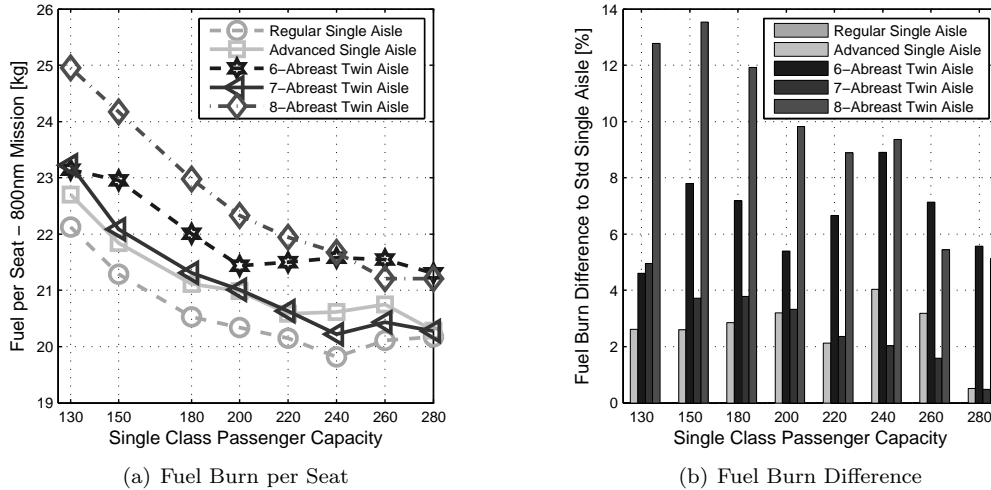 26
25
24
23
22
21
20
19
Fuel per Seat − 800nm Mission [kg]
Regular Single Aisle
Advanced Single Aisle
6−Abreast Twin Aisle
7−Abreast Twin Aisle
8−Abreast Twin Aisle
130 150 180 200 220 240 260 280
Single Class Passenger Capacity
(a) Fuel Burn per Seat
14
12
10
8
6
4
2
0
Fuel Burn Difference to Std Single Aisle [%]
Regular Single Aisle
Advanced Single Aisle
6−Abreast Twin Aisle
7−Abreast Twin Aisle
8−Abreast Twin Aisle
130 150 180 200 220 240 260 280
Single Class Passenger Capacity
(b) Fuel Burn Difference